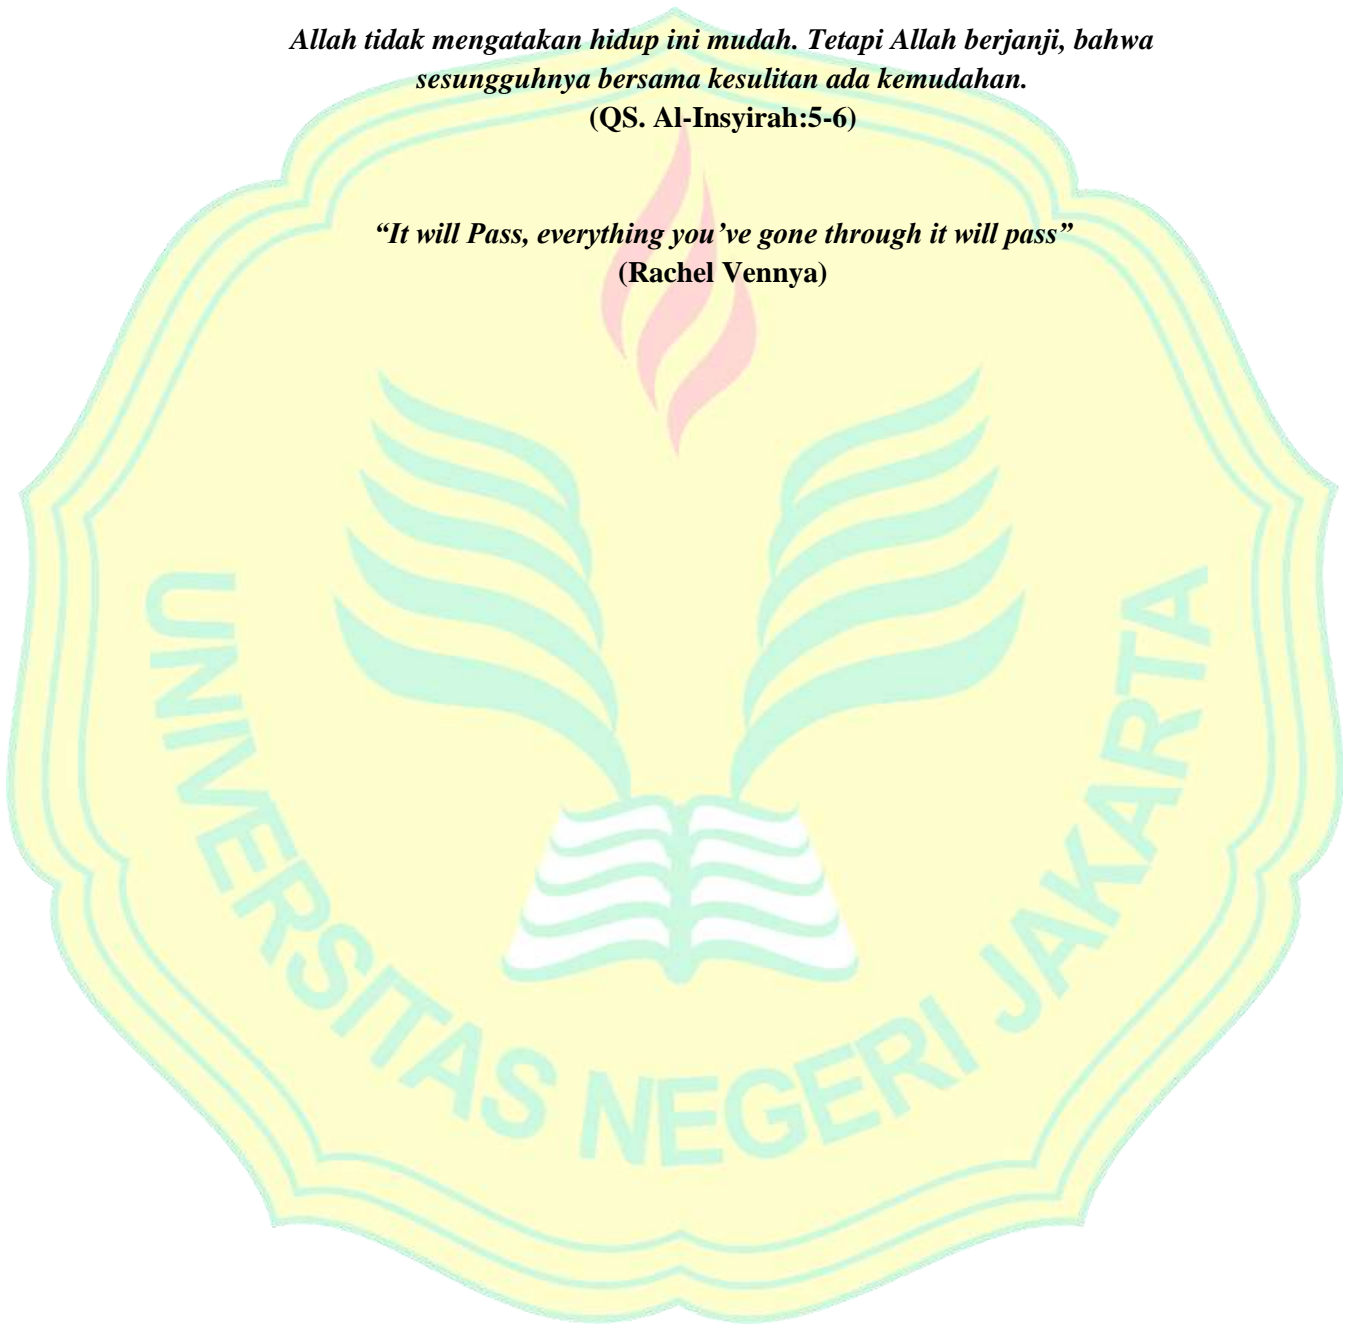 Allah tidak mengatakan hidup ini mudah. Tetapi Allah berjanji, bahwa
sesungguhnya bersama kesulitan ada kemudahan.
(QS. Al-Insyirah:5-6)
“It will Pass, everything you’ve gone through it will pass”
(Rachel Vennya)
UNIVERSITAS NEGERI JAKARTA